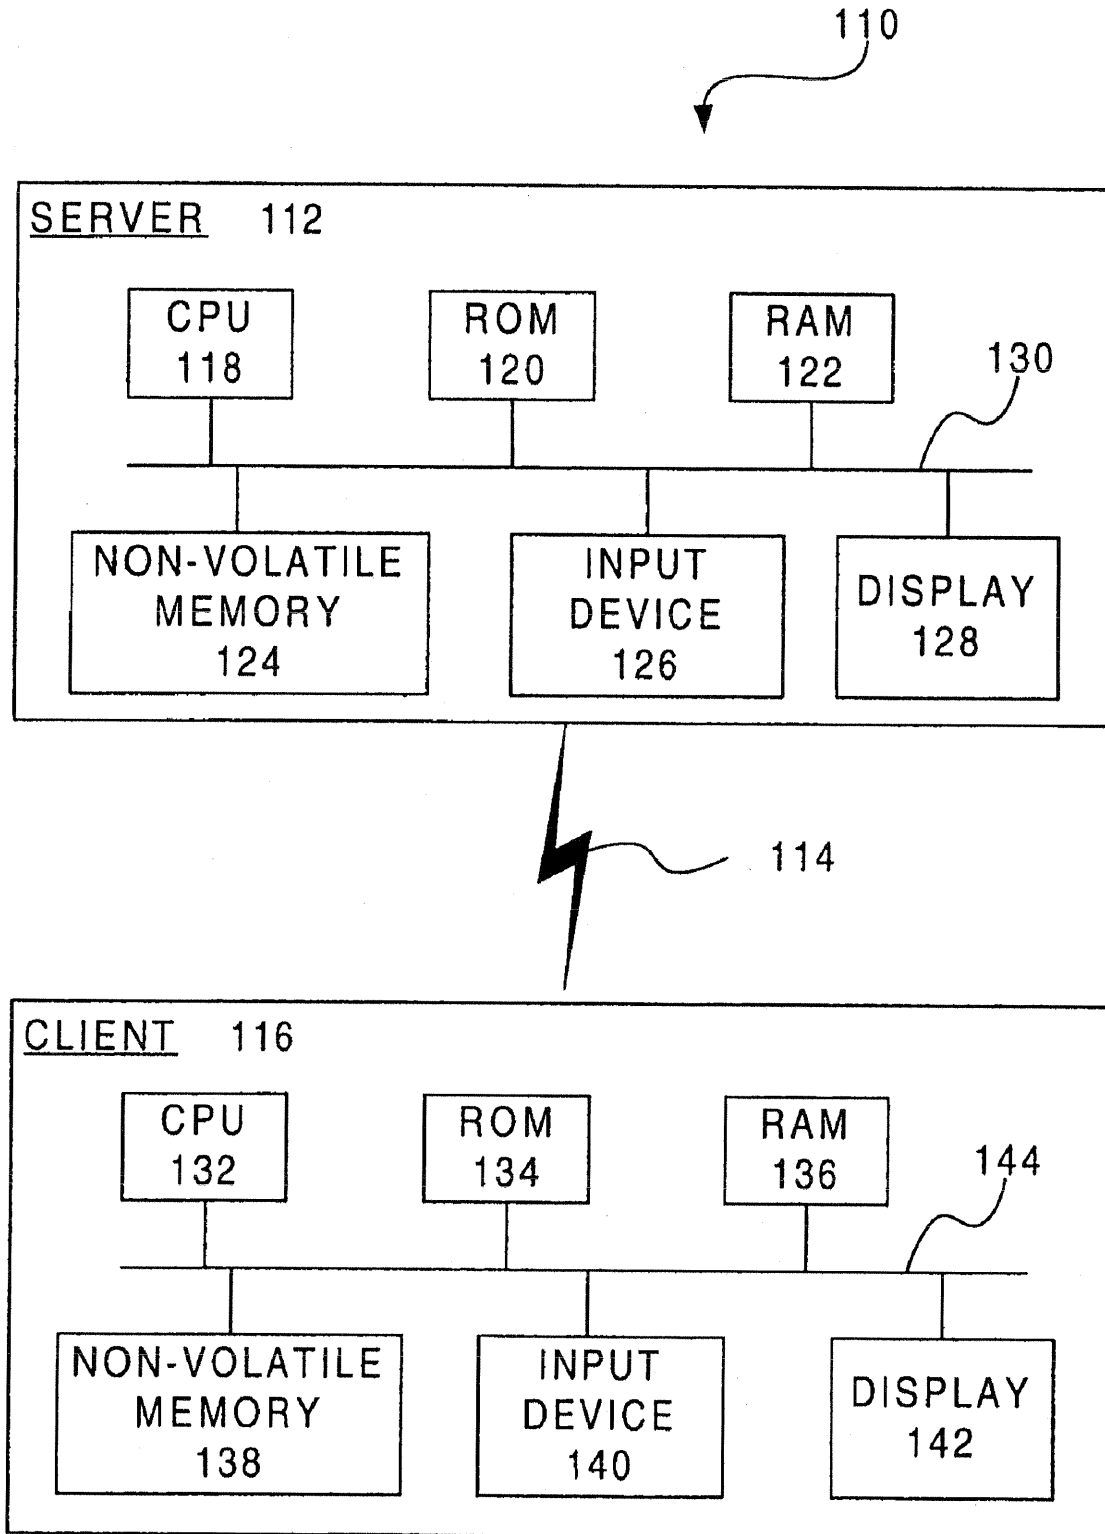 110
SERVER 112
CPU
118
ROM
120
RAM
122
130
NON-VOLATILE
MEMORY
124
INPUT
DEVICE
126
DISPLAY
128
114
CLIENT 116
CPU
132
ROM
134
RAM
136
144
NON-VOLATILE
MEMORY
138
INPUT
DEVICE
140
DISPLAY
142